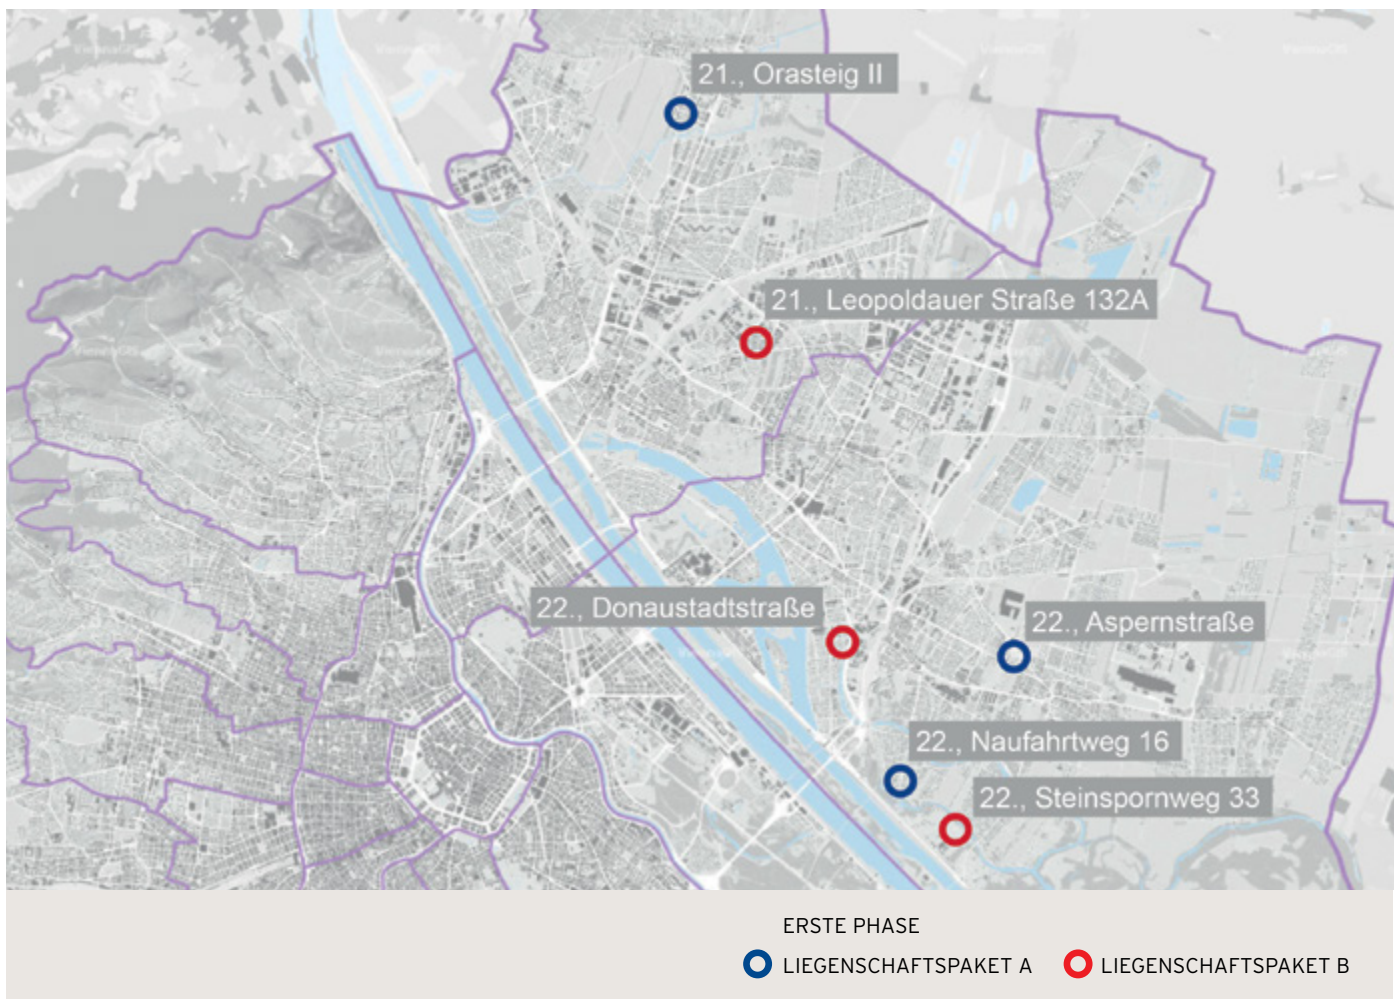 21., Orasteig II
21., Leopoldauer Straße 132A
22., Donaustadtstraße
22., Aspernstraße
22., Naufahrtweg 16
22., Steinspornweg 33
ERSTE PHASE
LIEGENSCHAFTSPAKET A
LIEGENSCHAFTSPAKET B